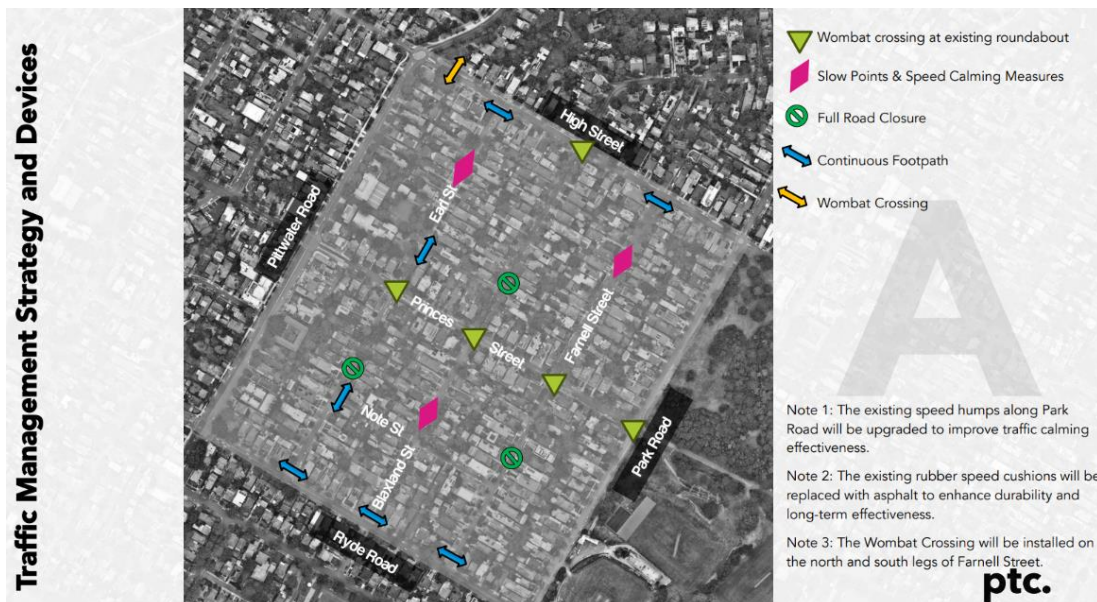 Traffic Management Strategy and Devices
Pittwater Road
High Street
Earl St
Princes
Street
Farnell Street
Note St
Blaxland St
Park Road
Ryde Road
Wombat crossing at existing roundabout
Slow Points & Speed Calming Measures
Full Road Closure
Continuous Footpath
Wombat Crossing
A
Note 1: The existing speed humps along Park
Road will be upgraded to improve traffic calming
effectiveness.
Note 2: The existing rubber speed cushions will be
replaced with asphalt to enhance durability and
long-term effectiveness.
Note 3: The Wombat Crossing will be installed on
the north and south legs of Farnell Street.
ptc.